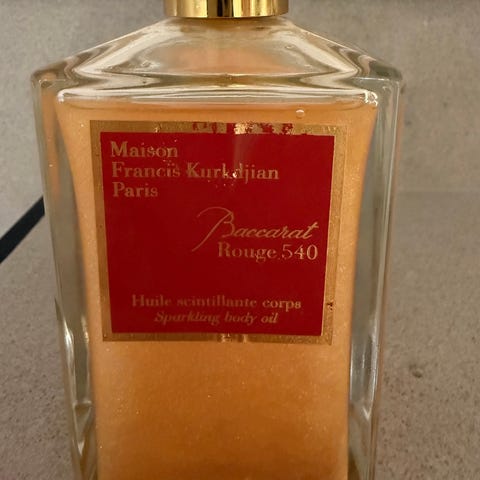 Maison
Francis Kurkdjian
Paris
Baccarat
Rouge 540
Huile scintillante corps
Sparkling body oil